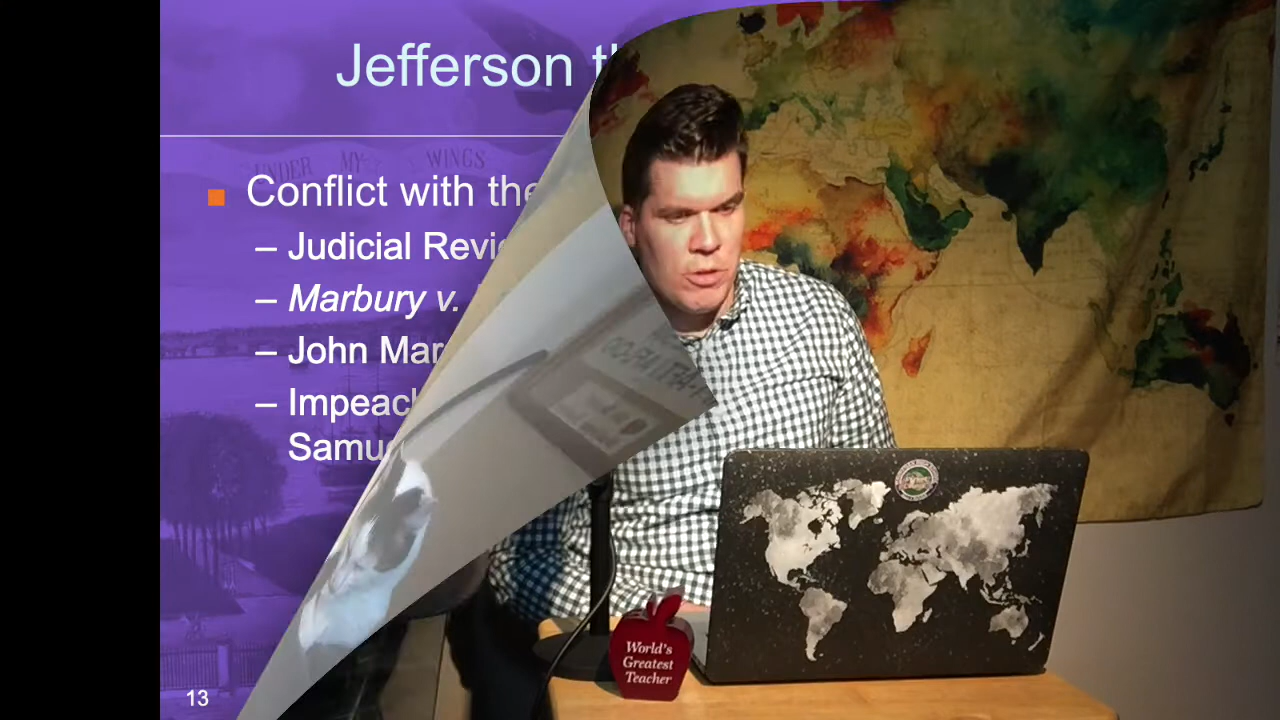 Jefferson t
UNDER MY WINGS
Conflict with the
– Judicial Revi
– Marbury v.
– John Mar
– Impeach
Samu
World's
Greatest
Teacher
13